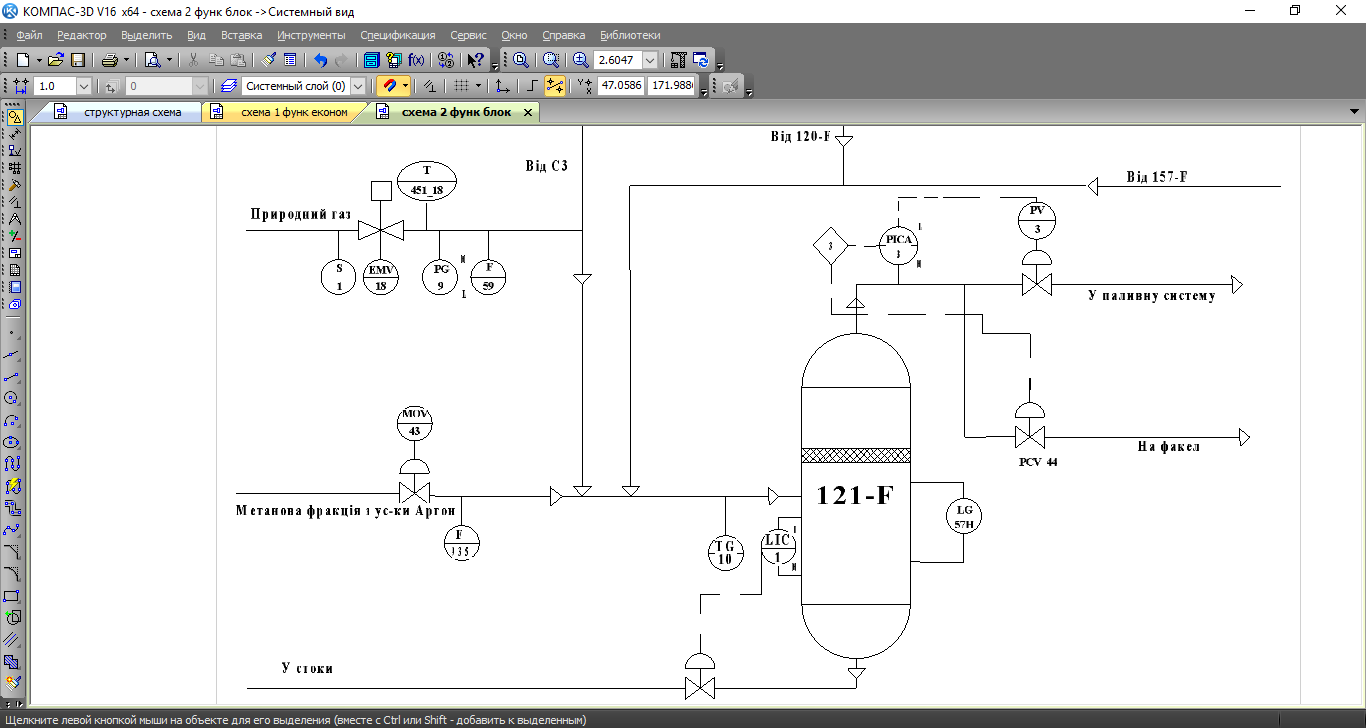 КОМПАС-3D V16 x64 - схема 2 функ блок ->Системный вид
Файл Редактор Выделить Вид Вставка Инструменты Спецификация Сервис Окно Справка Библиотеки
2.6047
1.0 0 Системный слой (0) 47.0586
структурная схема схема 1 функ економ схема 2 функ блок
Від 120-F
Від С3
Від 157-F
T
451_18
Природний газ
PV
3
PICA
3
3
S
1
EMV
18
PG
9
F
59
У паливну систему
На факел
PCV 44
MOV
43
Метанова фракція з ус-ки Аргон
F
135
TG
10
LIC
1
121-F
LG
57H
У стоки
Щелкните левой кнопкой мыши на объекте для его выделения (вместе с Ctrl или Shift - добавить к выделенным)